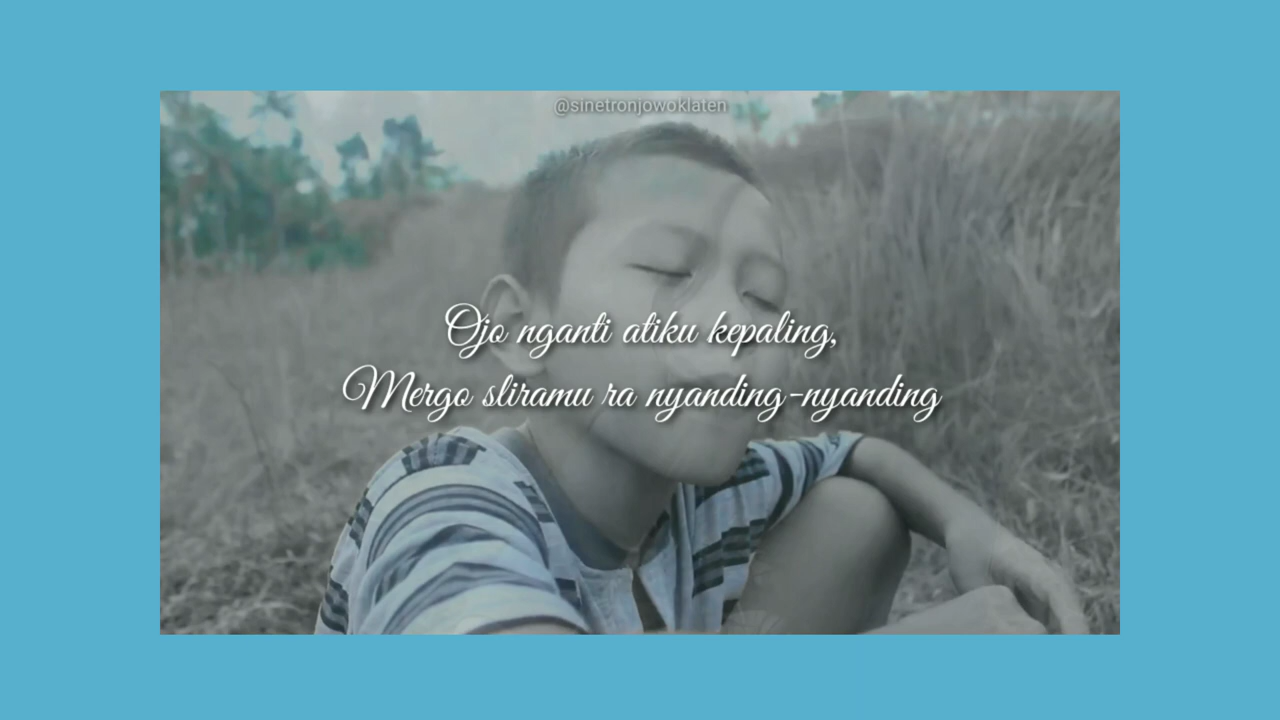 @sinetronjowoklaten
Ojo nganti atiku kepaling,
Mergo sliramu ra nyanding-nyanding